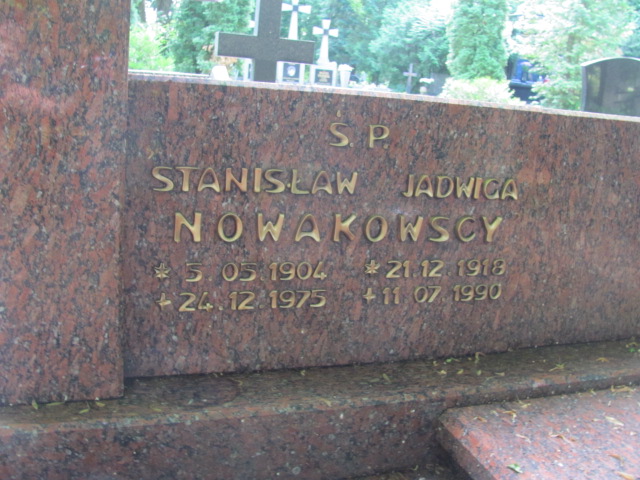 Ś. P.
STANISŁAW JADWIGA
NOWAKOWSCY
* 5.05.1904 * 21.12.1918
+ 24.12.1975 + 11.07.1990